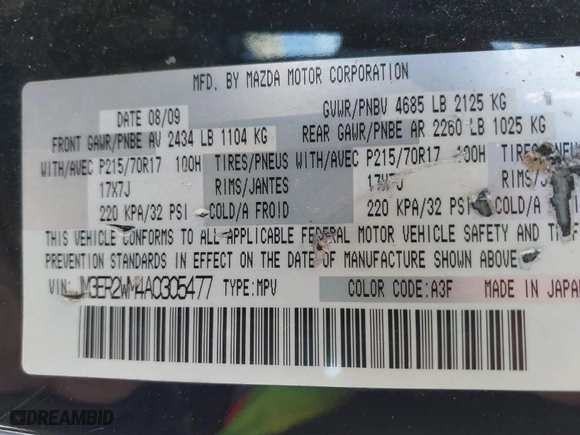 MFD. BY MAZDA MOTOR CORPORATION
DATE 08/09 GVWR/PNBV 4685 LB 2125 KG
FRONT GAWR/PNBE AV 2434 LB 1104 KG REAR GAWR/PNBE AR 2260 LB 1025 KG
WITH/AVEC P215/70R17 100H TIRES/PNEUS WITH/AVEC P215/70R17 100H TIRES/PN
17X7J RIMS/JANTES 17X7J RIMS/J
220 KPA/32 PSI COLD/A FROID 220 KPA/32 PSI COLD/A
THIS VEHICLE CONFORMS TO ALL APPLICABLE FEDERAL MOTOR VEHICLE SAFETY AND THEFT
PREVENTION STANDARDS IN EFFECT ON THE DATE OF MANUFACTURE SHOWN ABOVE.
VIN: TYPE:MPV COLOR CODE:A3F MADE IN JAPAN
DREAMBID